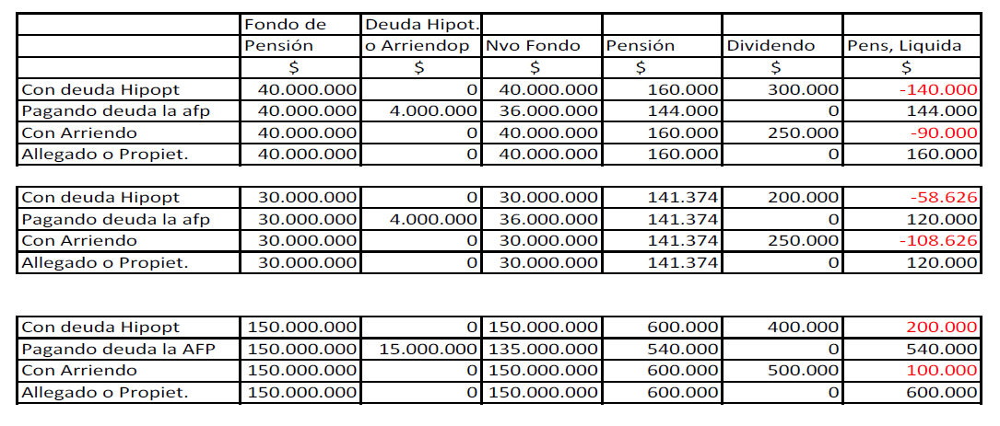 Fondo de Deuda Hipot.
Pensión o Arriendop Nvo Fondo Pensión Dividendo Pens, Liquida
$ $ $ $ $ $
Con deuda Hipopt 40.000.000 0 40.000.000 160.000 300.000 -140.000
Pagando deuda la afp 40.000.000 4.000.000 36.000.000 144.000 0 144.000
Con Arriendo 40.000.000 0 40.000.000 160.000 250.000 -90.000
Allegado o Propiet. 40.000.000 0 40.000.000 160.000 0 160.000
Con deuda Hipopt 30.000.000 0 30.000.000 141.374 200.000 -58.626
Pagando deuda la afp 30.000.000 4.000.000 36.000.000 141.374 0 120.000
Con Arriendo 30.000.000 0 30.000.000 141.374 250.000 -108.626
Allegado o Propiet. 30.000.000 0 30.000.000 141.374 0 120.000
Con deuda Hipopt 150.000.000 0 150.000.000 600.000 400.000 200.000
Pagando deuda la AFP 150.000.000 15.000.000 135.000.000 540.000 0 540.000
Con Arriendo 150.000.000 0 150.000.000 600.000 500.000 100.000
Allegado o Propiet. 150.000.000 0 150.000.000 600.000 0 600.000